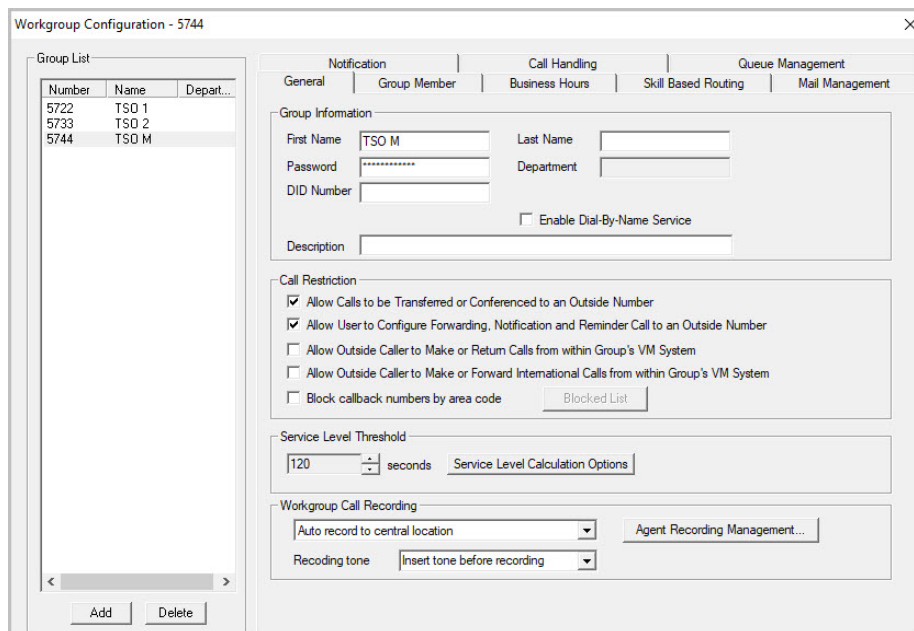 Workgroup Configuration - 5744
Group List
Number Name Depart...
5722 TSO 1
5733 TSO 2
5744 TSO M
Add Delete
Notification Call Handling Queue Management
General Group Member Business Hours Skill Based Routing Mail Management
Group Information
First Name TSO M Last Name
Password ************ Department
DID Number
Enable Dial-By-Name Service
Description
Call Restriction
Allow Calls to be Transferred or Conferenced to an Outside Number
Allow User to Configure Forwarding, Notification and Reminder Call to an Outside Number
Allow Outside Caller to Make or Return Calls from within Group's VM System
Allow Outside Caller to Make or Forward International Calls from within Group's VM System
Block callback numbers by area code Blocked List
Service Level Threshold
120 seconds Service Level Calculation Options
Workgroup Call Recording
Auto record to central location Agent Recording Management...
Recoding tone Insert tone before recording